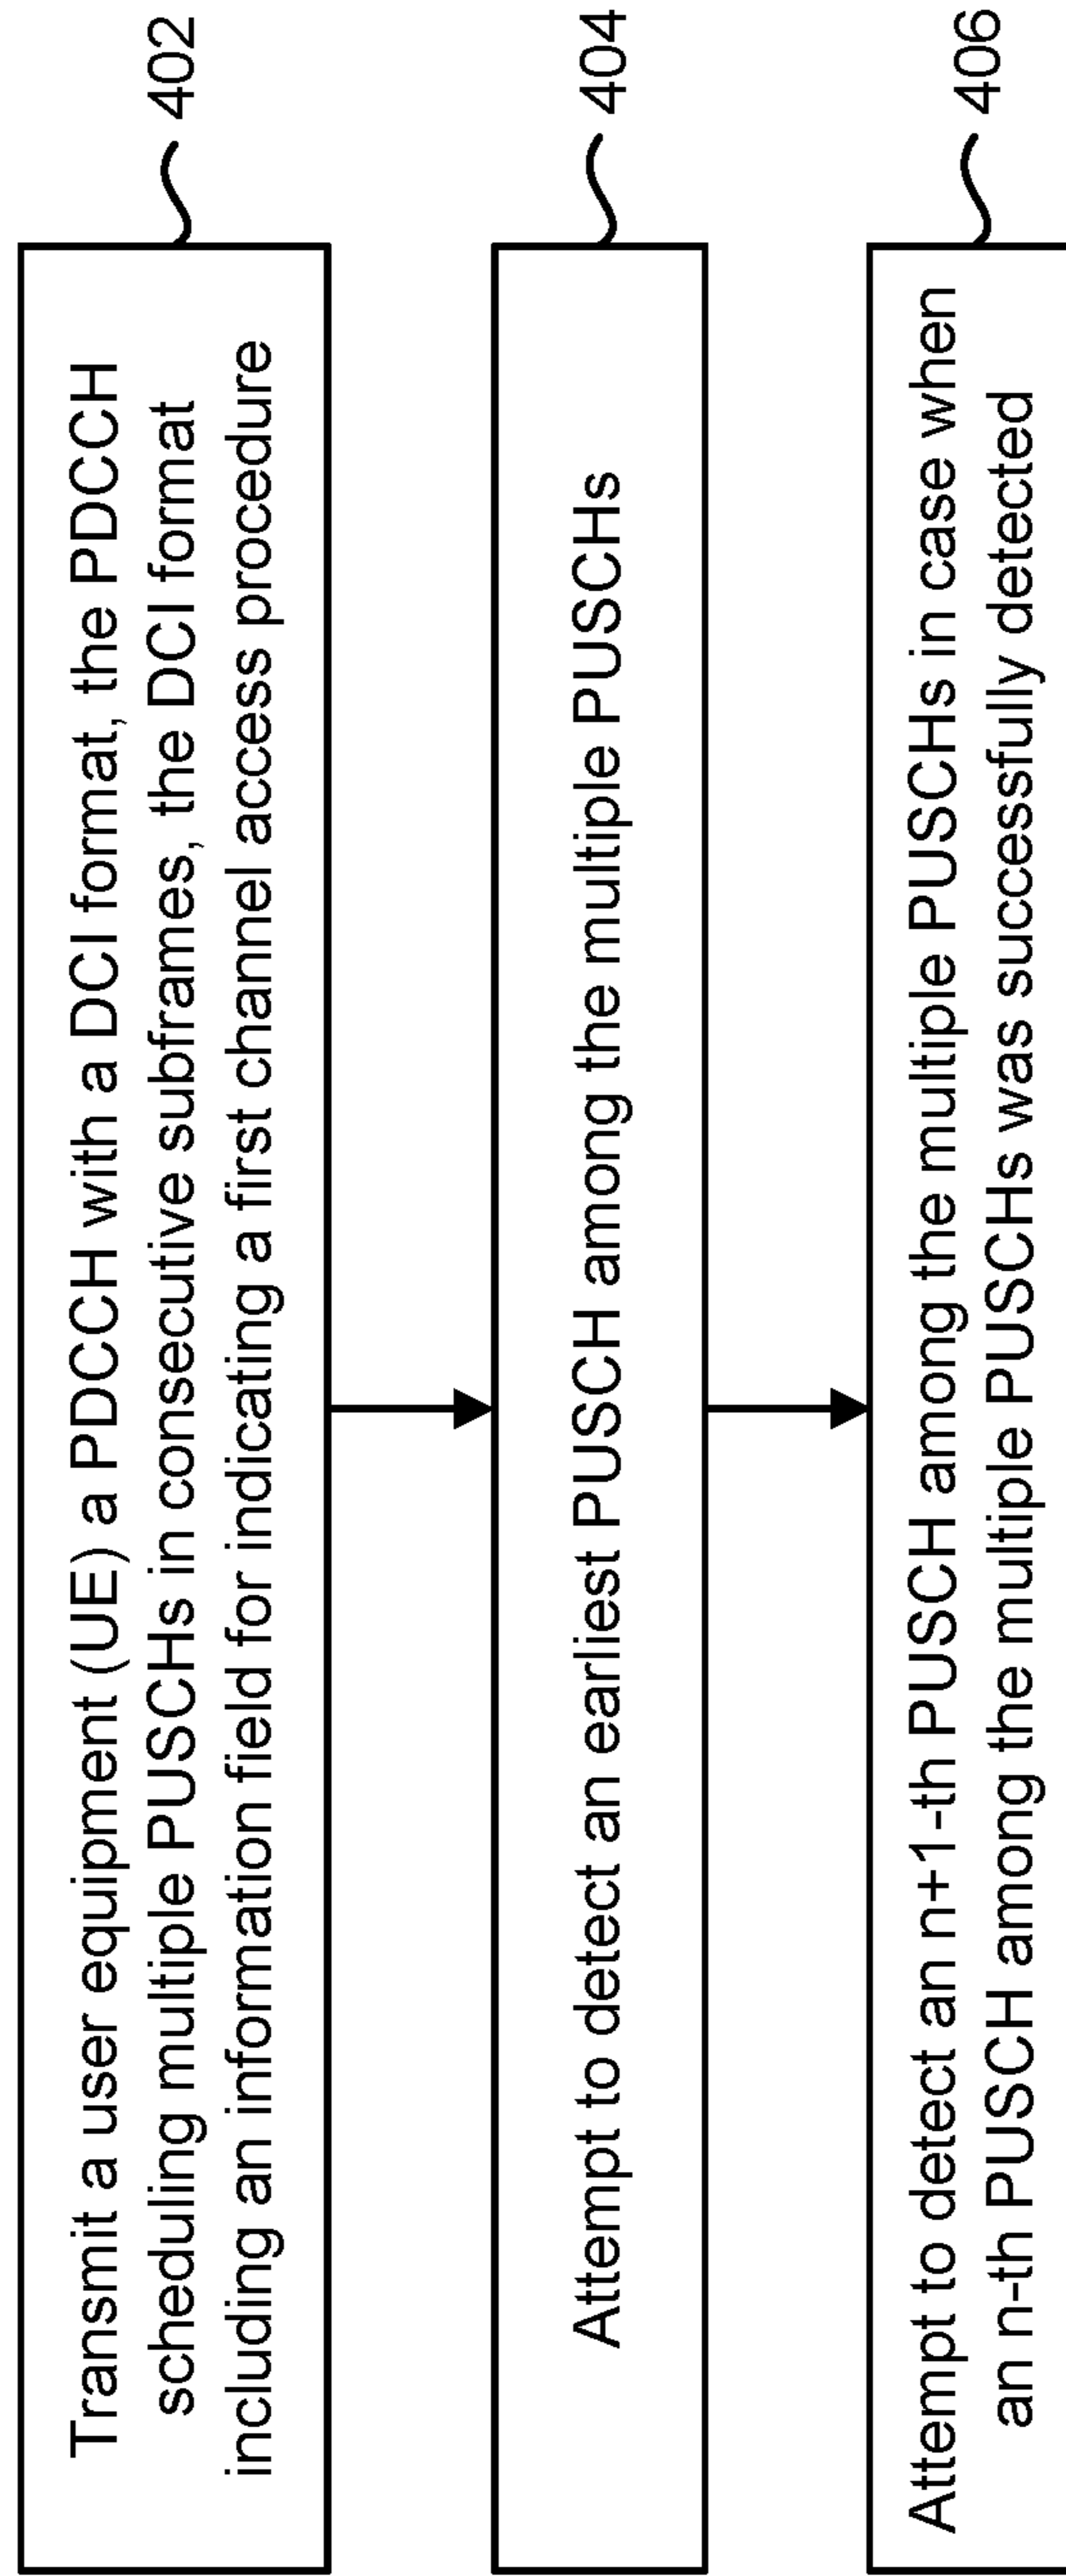 Transmit a user equipment (UE) a PDCCH with a DCI format, the PDCCH
scheduling multiple PUSCHs in consecutive subframes, the DCI format
including an information field for indicating a first channel access procedure
402
Attempt to detect an earliest PUSCH among the multiple PUSCHs
404
Attempt to detect an n+1-th PUSCH among the multiple PUSCHs in case when
an n-th PUSCH among the multiple PUSCHs was successfully detected
406